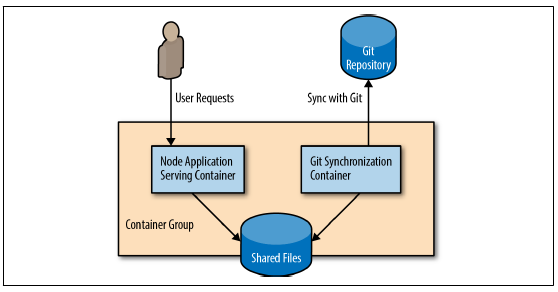 Git
Repository
User Requests
Sync with Git
Node Application
Serving Container
Git Synchronization
Container
Container Group
Shared Files